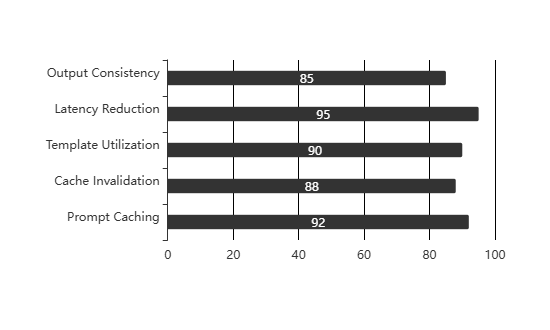 Output Consistency
85
Latency Reduction
95
Template Utilization
90
Cache Invalidation
88
Prompt Caching
92
0 20 40 60 80 100